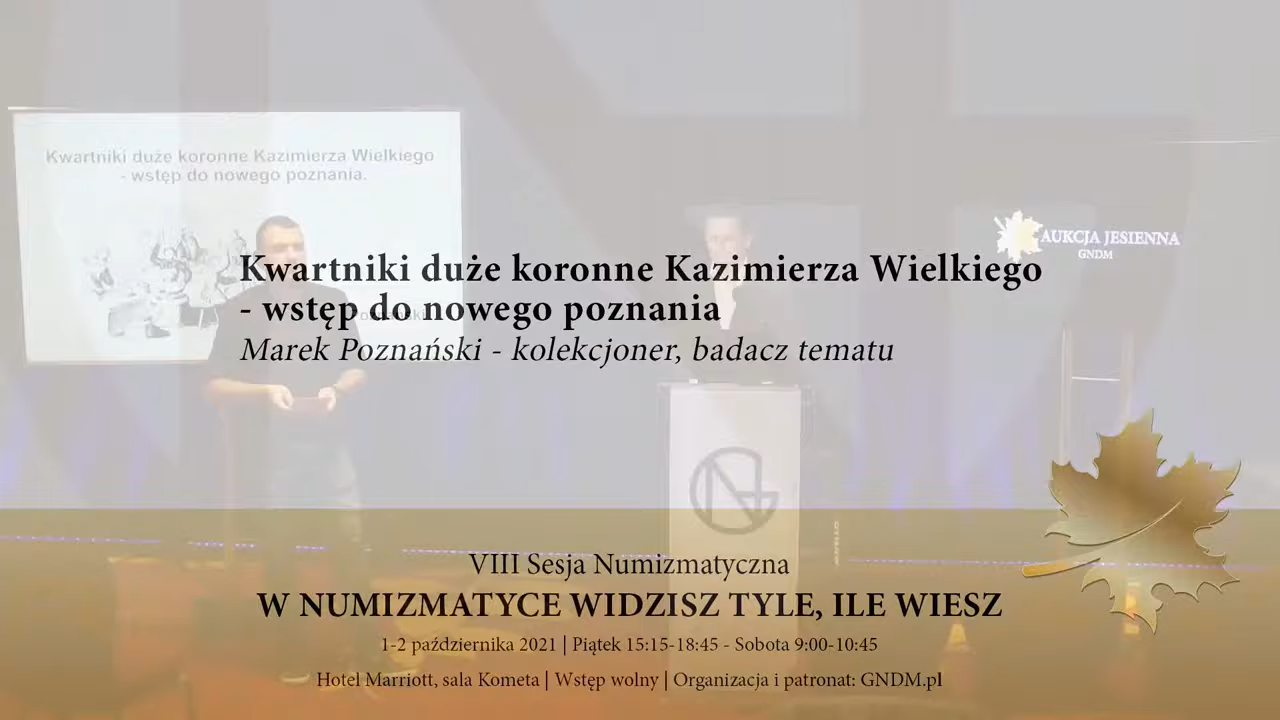 Kwartniki duże koronne Kazimierza Wielkiego
- wstęp do nowego poznania.
AUKCJA JESIENNA
GNDM
Kwartniki duże koronne Kazimierza Wielkiego
- wstęp do nowego poznania
Marek Poznański - kolekcjoner, badacz tematu
VIII Sesja Numizmatyczna
W NUMIZMATYCE WIDZISZ TYLE, ILE WIESZ
1-2 października 2021 | Piątek 15:15-18:45 - Sobota 9:00-10:45
Hotel Marriott, sala Kometa | Wstęp wolny | Organizacja i patronat: GNDM.pl